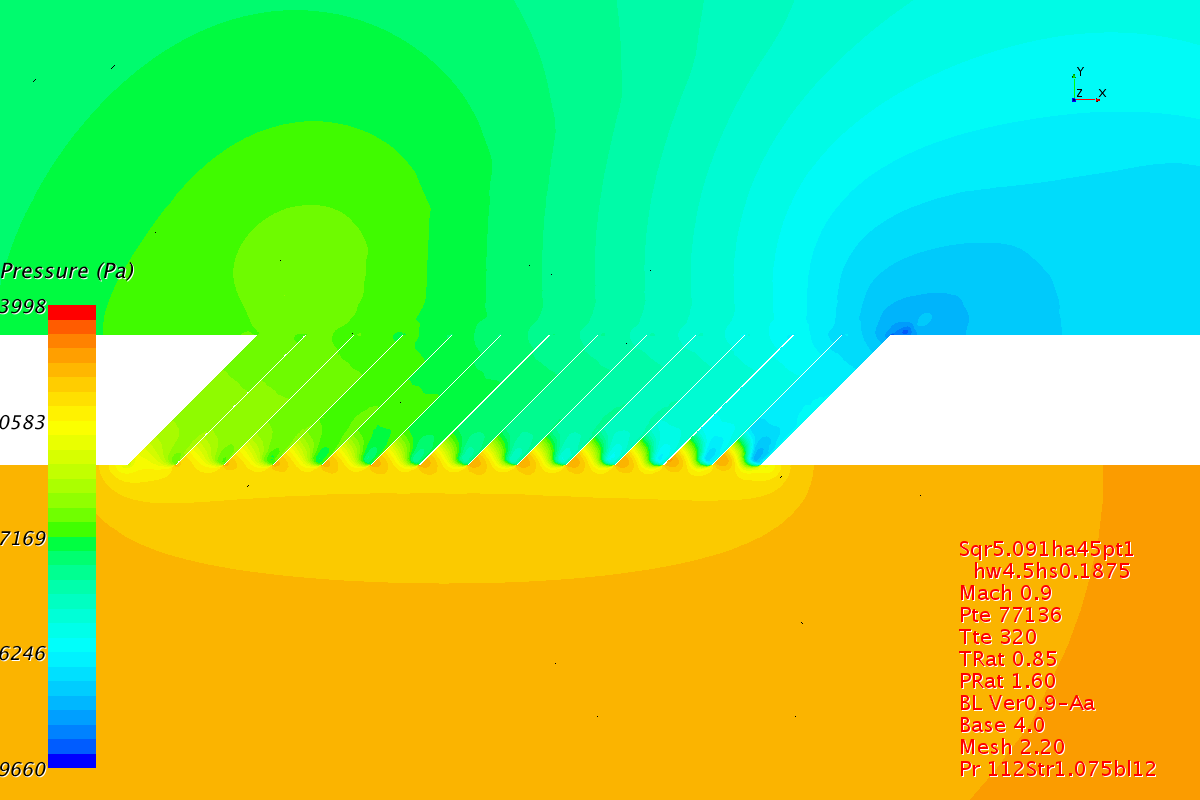 Y
Z X
Pressure (Pa)
3998
0583
7169
6246
9660
Sqr5.091ha45pt1
hw4.5hs0.1875
Mach 0.9
Pte 77136
Tte 320
TRat 0.85
PRat 1.60
BL Ver0.9-Aa
Base 4.0
Mesh 2.20
Pr 112Str1.075bl12